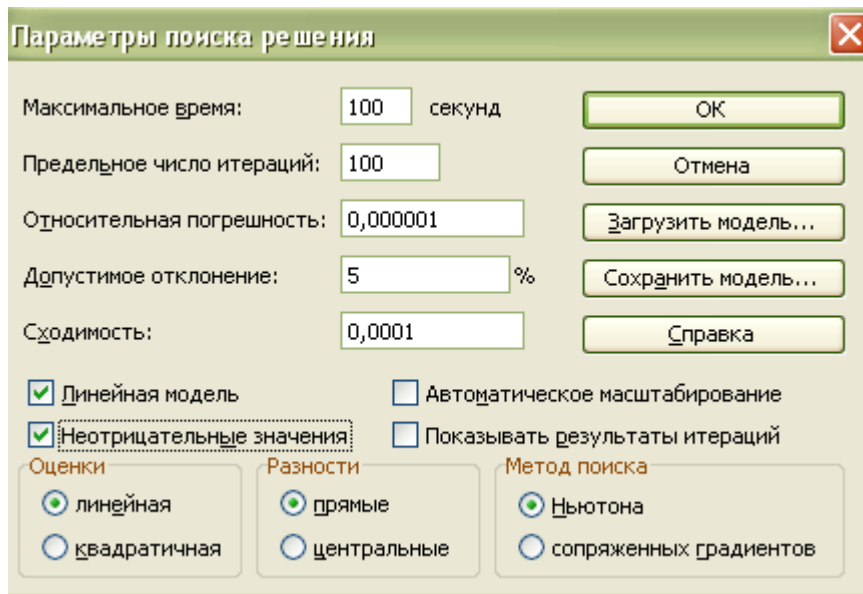 Параметры поиска решения
Максимальное время: 100 секунд OK
Предельное число итераций: 100 Отмена
Относительная погрешность: 0,000001 Загрузить модель...
Допустимое отклонение: 5 % Сохранить модель...
Сходимость: 0,0001 Справка
Линейная модель Автоматическое масштабирование
Неотрицательные значения Показывать результаты итераций
Оценки Разности Метод поиска
линейная прямые Ньютона
квадратичная центральные сопряженных градиентов